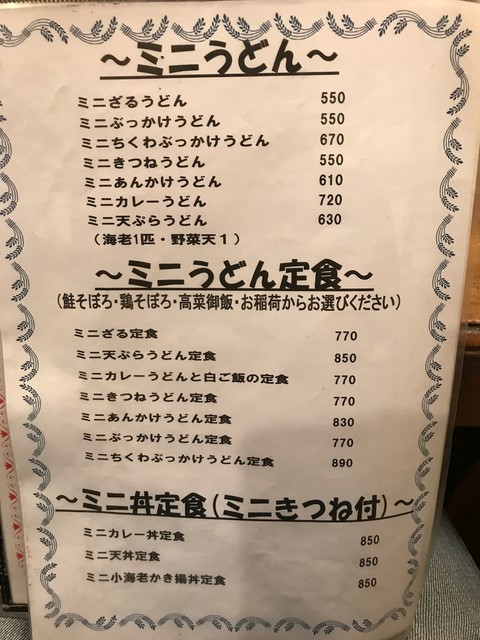 ～ミニうどん～
ミニざるうどん 550
ミニぶっかけうどん 550
ミニちくわぶっかけうどん 670
ミニきつねうどん 550
ミニあんかけうどん 610
ミニカレーうどん 720
ミニ天ぷらうどん 630
（海老1匹・野菜天１）
～ミニうどん定食～
（鮭そぼろ・鶏そぼろ・高菜御飯・お稲荷からお選びください）
ミニざる定食 770
ミニ天ぷらうどん定食 850
ミニカレーうどんと白ご飯の定食 770
ミニきつねうどん定食 770
ミニあんかけうどん定食 830
ミニぶっかけうどん定食 770
ミニちくわぶっかけうどん定食 890
～ミニ丼定食（ミニきつね付）～
ミニカレー丼定食 850
ミニ天丼定食 850
ミニ小海老かき揚丼定食 850